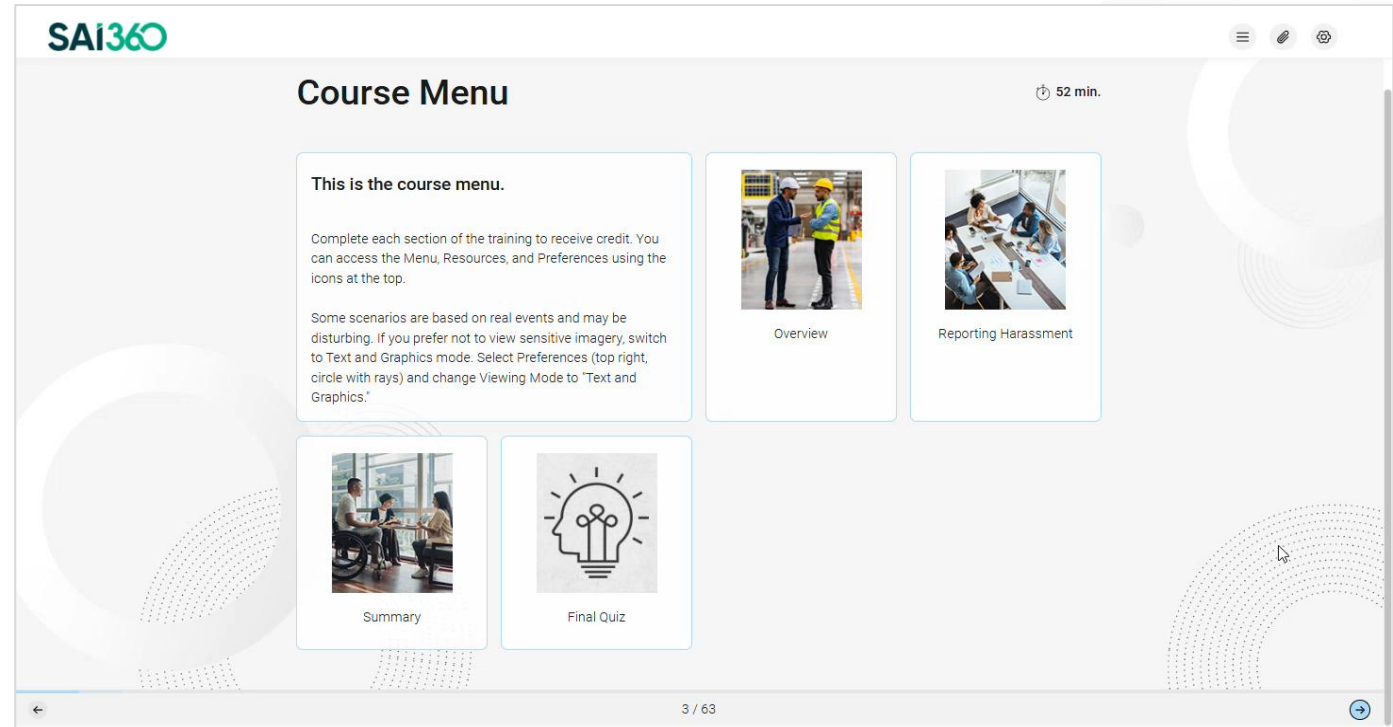 SAI360
Course Menu
52 min.
This is the course menu.
Complete each section of the training to receive credit. You
can access the Menu, Resources, and Preferences using the
icons at the top.
Some scenarios are based on real events and may be
disturbing. If you prefer not to view sensitive imagery, switch
to Text and Graphics mode. Select Preferences (top right,
circle with rays) and change Viewing Mode to "Text and
Graphics."
Overview
Reporting Harassment
Summary
Final Quiz
3 / 63